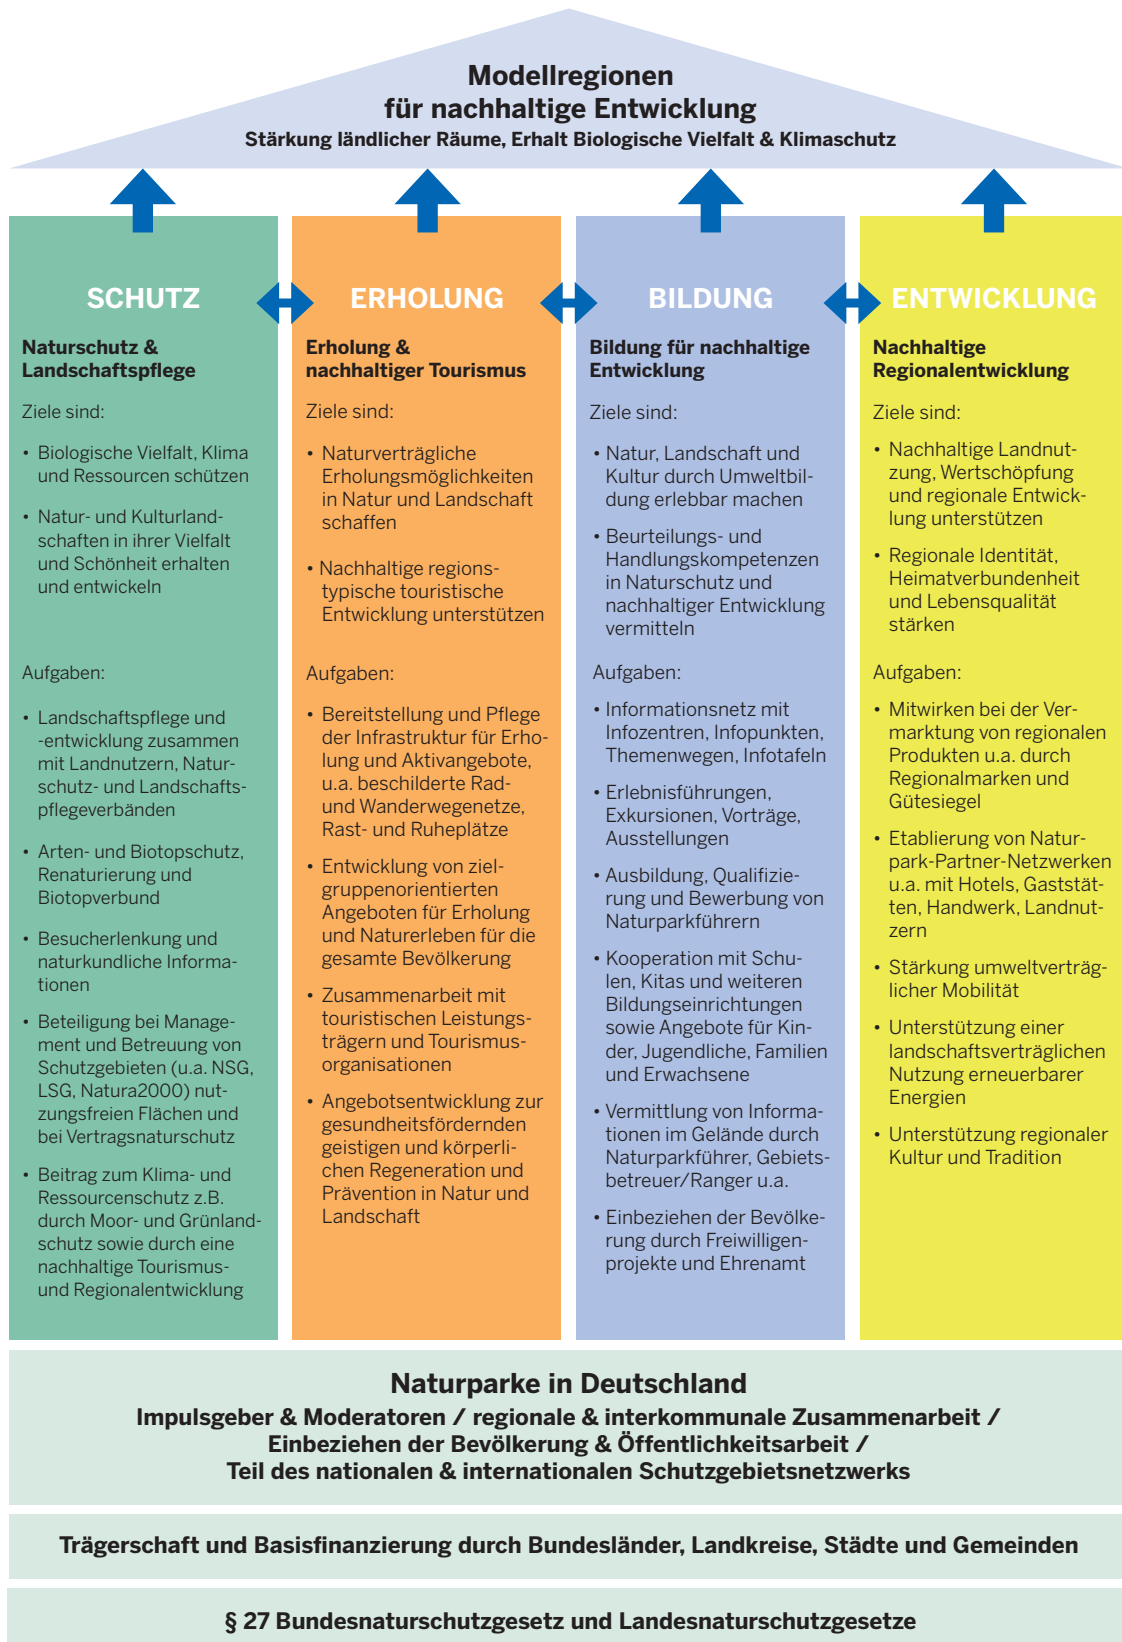 Modellregionen
für nachhaltige Entwicklung
Stärkung ländlicher Räume, Erhalt Biologische Vielfalt & Klimaschutz
SCHUTZ
Naturschutz &
Landschaftspflege
Ziele sind:
• Biologische Vielfalt, Klima
und Ressourcen schützen
• Natur- und Kulturland-
schaften in ihrer Vielfalt
und Schönheit erhalten
und entwickeln
Aufgaben:
• Landschaftspflege und
-entwicklung zusammen
mit Landnutzern, Natur-
schutz- und Landschafts-
pflegeverbänden
• Arten- und Biotopschutz,
Renaturierung und
Biotopverbund
• Besucherlenkung und
naturkundliche Informa-
tionen
• Beteiligung bei Manage-
ment und Betreuung von
Schutzgebieten (u.a. NSG,
LSG, Natura2000) nut-
zungsfreien Flächen und
bei Vertragsnaturschutz
• Beitrag zum Klima- und
Ressourcenschutz z.B.
durch Moor- und Grünland-
schutz sowie durch eine
nachhaltige Tourismus-
und Regionalentwicklung
ERHOLUNG
Erholung &
nachhaltiger Tourismus
Ziele sind:
• Naturverträgliche
Erholungsmöglichkeiten
in Natur und Landschaft
schaffen
• Nachhaltige regions-
typische touristische
Entwicklung unterstützen
Aufgaben:
• Bereitstellung und Pflege
der Infrastruktur für Erho-
lung und Aktivangebote,
u.a. beschilderte Rad-
und Wanderwegenetze,
Rast- und Ruheplätze
• Entwicklung von ziel-
gruppenorientierten
Angeboten für Erholung
und Naturerleben für die
gesamte Bevölkerung
• Zusammenarbeit mit
touristischen Leistungs-
trägern und Tourismus-
organisationen
• Angebotsentwicklung zur
gesundheitsfördernden
geistigen und körperli-
chen Regeneration und
Prävention in Natur und
Landschaft
BILDUNG
Bildung für nachhaltige
Entwicklung
Ziele sind:
• Natur, Landschaft und
Kultur durch Umweltbil-
dung erlebbar machen
• Beurteilungs- und
Handlungskompetenzen
in Naturschutz und
nachhaltiger Entwicklung
vermitteln
Aufgaben:
• Informationsnetz mit
Infozentren, Infopunkten,
Themenwegen, Infotafeln
• Erlebnisführungen,
Exkursionen, Vorträge,
Ausstellungen
• Ausbildung, Qualifizie-
rung und Bewerbung von
Naturparkführern
• Kooperation mit Schu-
len, Kitas und weiteren
Bildungseinrichtungen
sowie Angebote für Kin-
der, Jugendliche, Familien
und Erwachsene
• Vermittlung von Informa-
tionen im Gelände durch
Naturparkführer, Gebiets-
betreuer/Ranger u.a.
• Einbeziehen der Bevölke-
rung durch Freiwilligen-
projekte und Ehrenamt
ENTWICKLUNG
Nachhaltige
Regionalentwicklung
Ziele sind:
• Nachhaltige Landnut-
zung, Wertschöpfung
und regionale Entwick-
lung unterstützen
• Regionale Identität,
Heimatverbundenheit
und Lebensqualität
stärken
Aufgaben:
• Mitwirken bei der Ver-
marktung von regionalen
Produkten u.a. durch
Regionalmarken und
Gütesiegel
• Etablierung von Natur-
park-Partner-Netzwerken
u.a. mit Hotels, Gaststät-
ten, Handwerk, Landnut-
zern
• Stärkung umweltverträg-
licher Mobilität
• Unterstützung einer
landschaftsverträglichen
Nutzung erneuerbarer
Energien
• Unterstützung regionaler
Kultur und Tradition
Naturparke in Deutschland
Impulsgeber & Moderatoren / regionale & interkommunale Zusammenarbeit /
Einbeziehen der Bevölkerung & Öffentlichkeitsarbeit /
Teil des nationalen & internationalen Schutzgebietsnetzwerks
Trägerschaft und Basisfinanzierung durch Bundesländer, Landkreise, Städte und Gemeinden
§ 27 Bundesnaturschutzgesetz und Landesnaturschutzgesetze